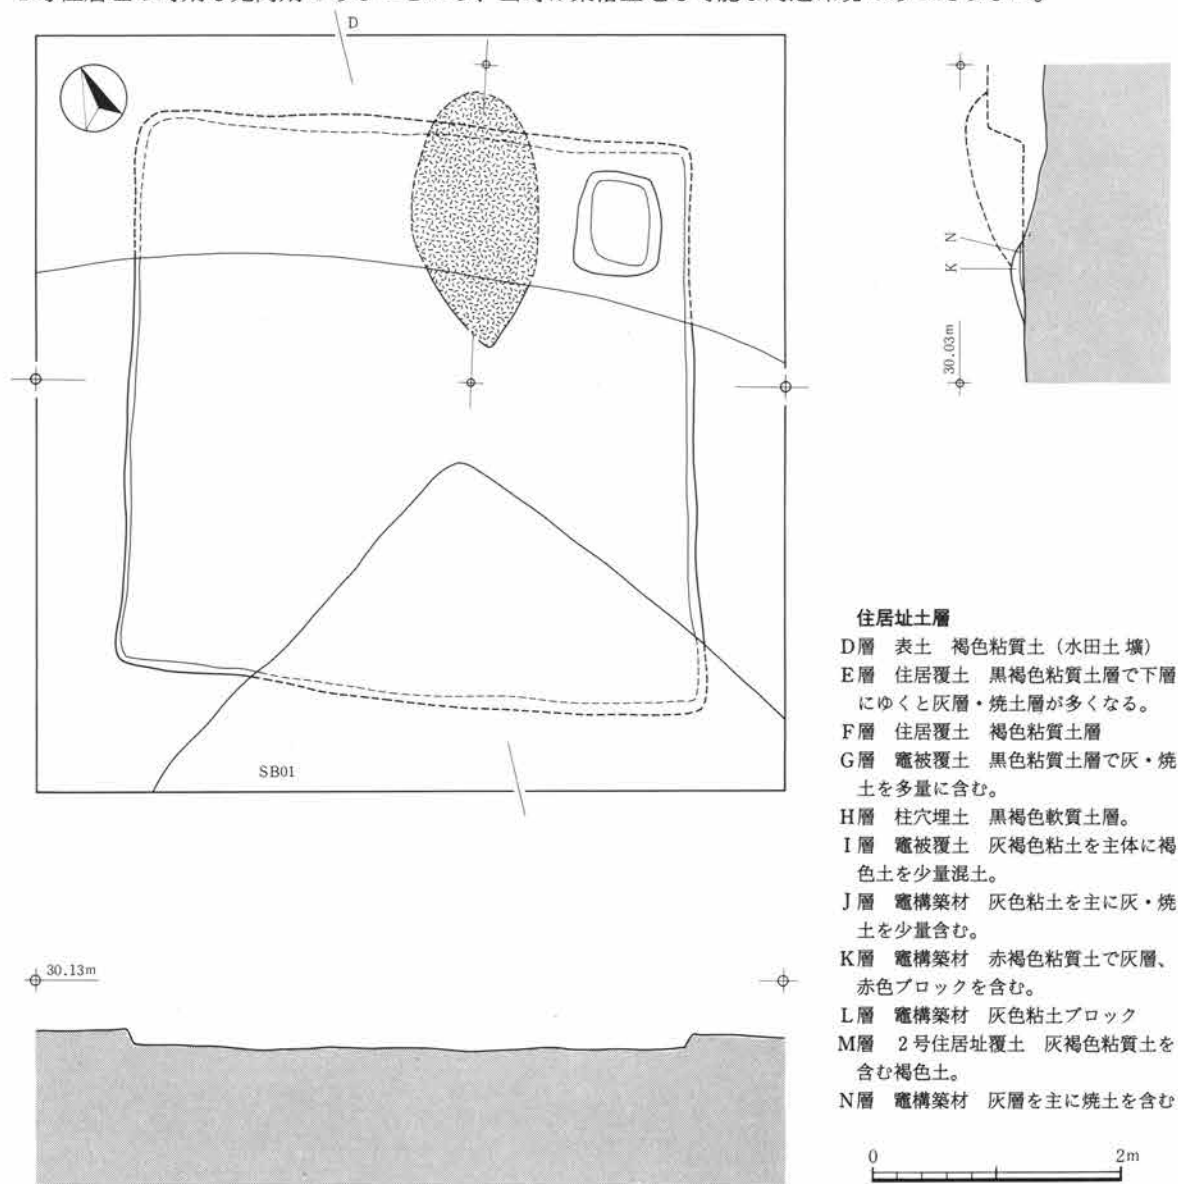 D
N
K
30.03m
SB01
30.13m
住居址土層
D層 表土 褐色粘質土（水田土壌）
E層 住居覆土 黒褐色粘質土層で下層
にゆくと灰層・焼土層が多くなる。
F層 住居覆土 褐色粘質土層
G層 竈被覆土 黒色粘質土層で灰・焼
土を多量に含む。
H層 柱穴埋土 黒褐色軟質土層。
I層 竈被覆土 灰褐色粘土を主体に褐
色土を少量混土。
J層 竈構築材 灰色粘土を主に灰・焼
土を少量含む。
K層 竈構築材 赤褐色粘質土で灰層、
赤色ブロックを含む。
L層 竈構築材 灰色粘土ブロック
M層 2号住居址覆土 灰褐色粘質土を
含む褐色土。
N層 竈構築材 灰層を主に焼土を含む
0 2m